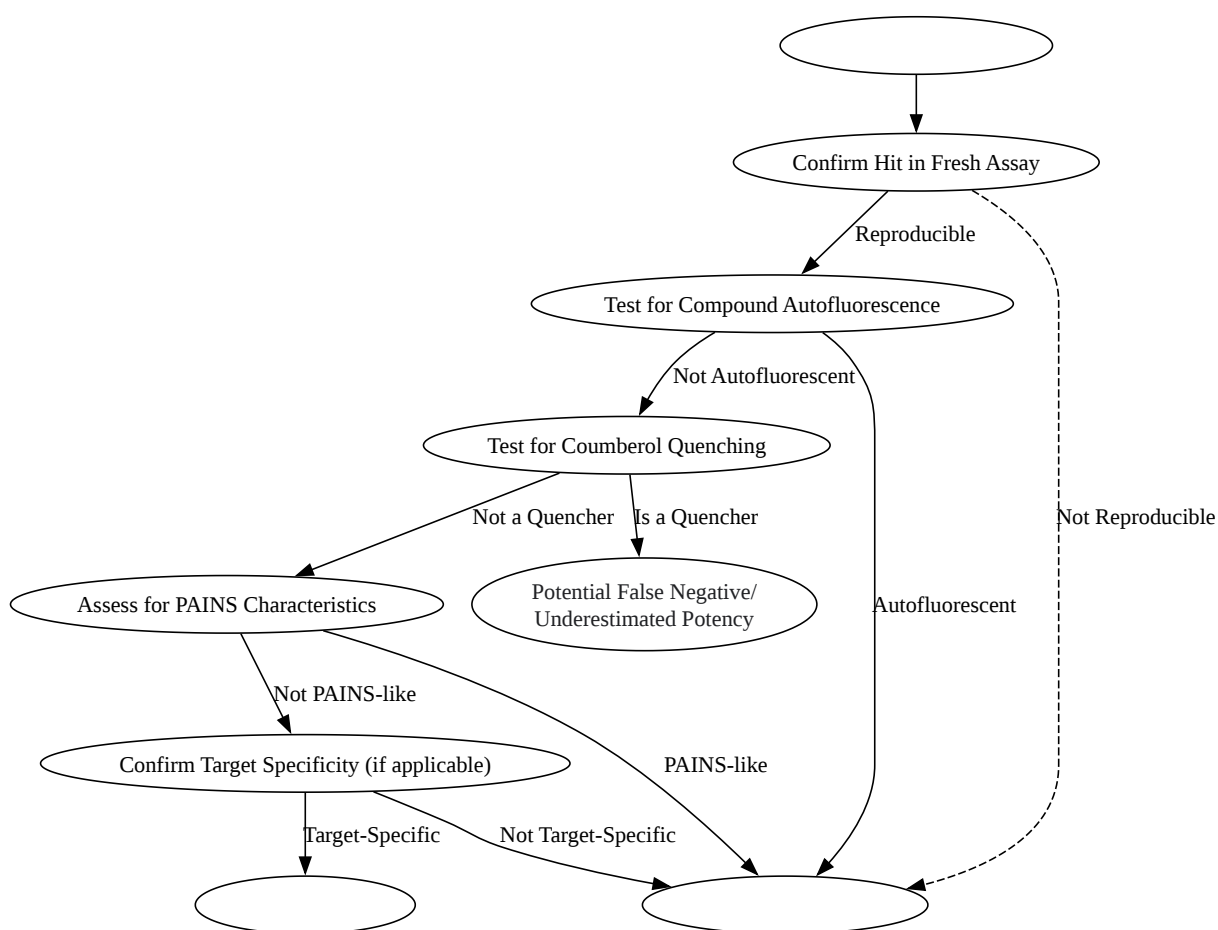 Confirm Hit in Fresh Assay
Reproducible
Test for Compound Autofluorescence
Not Autofluorescent
Test for Coumberol Quenching
Not a Quencher
Is a Quencher
Not Reproducible
Potential False Negative/
Underestimated Potency
Assess for PAINS Characteristics
Autofluorescent
Not PAINS-like
Confirm Target Specificity (if applicable)
PAINS-like
Target-Specific
Not Target-Specific